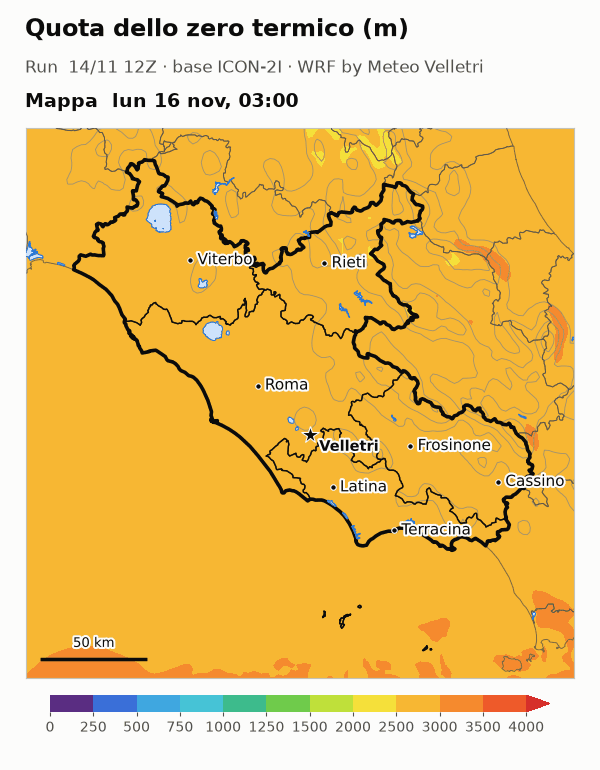 Quota dello zero termico (m)
Run 14/11 12Z · base ICON-2I · WRF by Meteo Velletri
Mappa lun 16 nov, 03:00
Viterbo
Rieti
Roma
Velletri
Frosinone
Latina
Cassino
Terracina
50 km
0 250 500 750 1000 1250 1500 2000 2500 3000 3500 4000